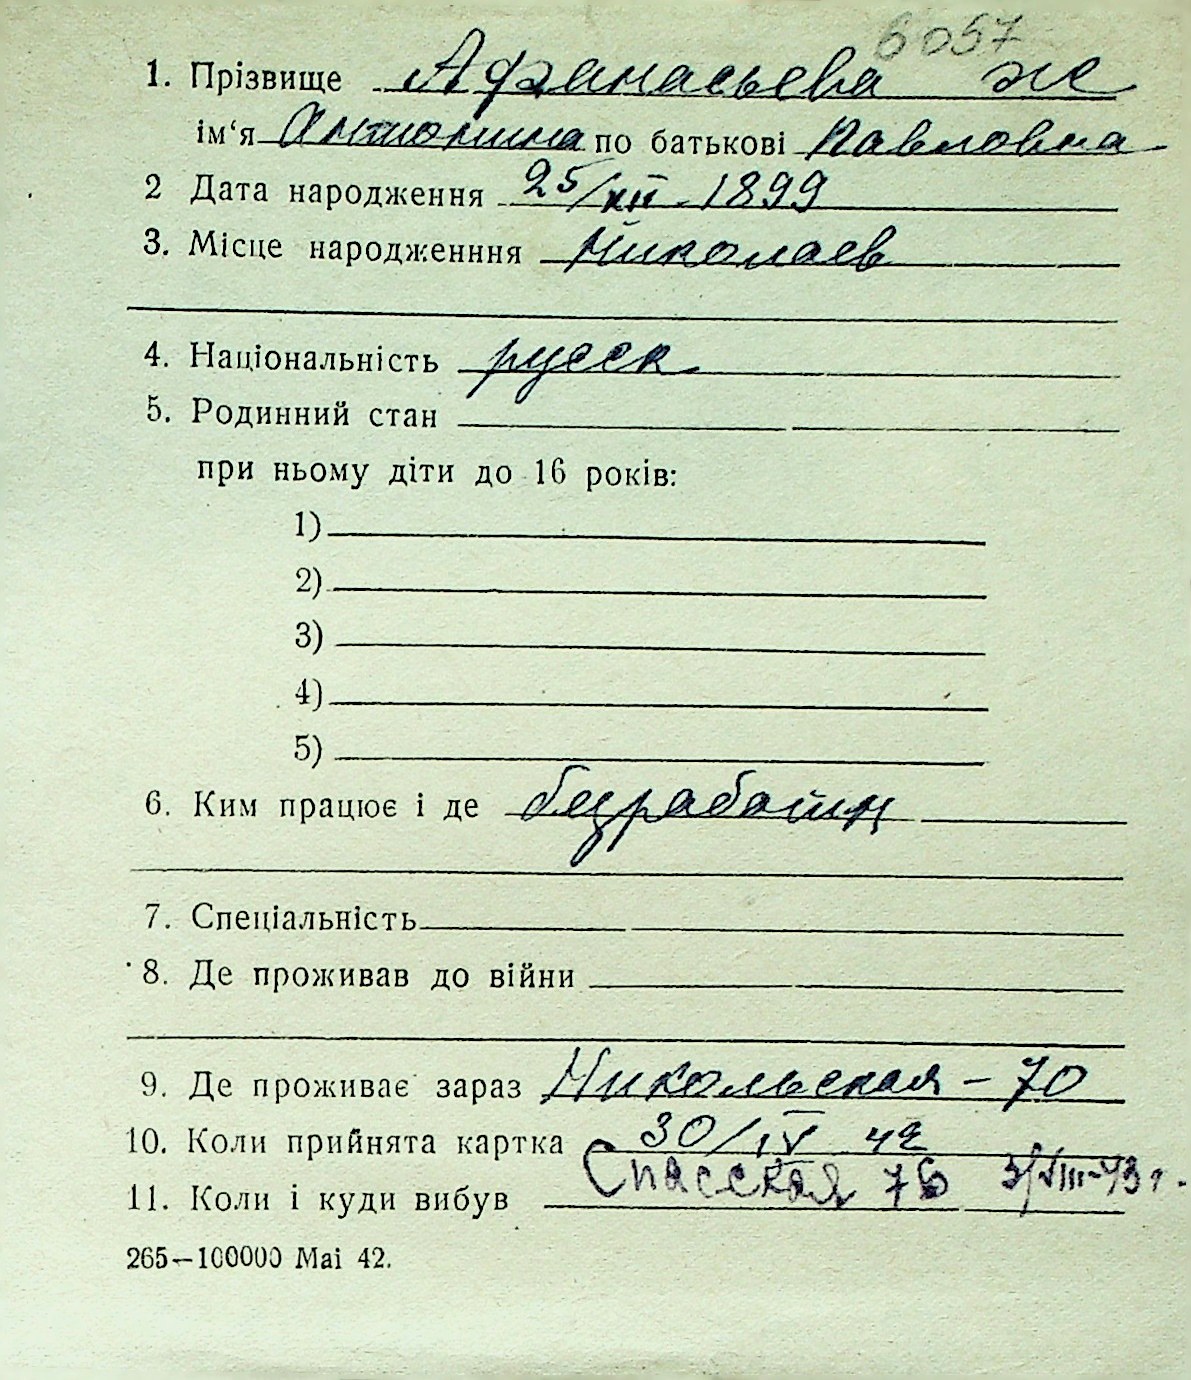 6057
1. Прізвище Афанасьева ж
ім‘я Антонина по батькові Павловна
2 Дата народження 25/XII - 1899
3. Місце народженння Николаев
4. Національність русск
5. Родинний стан
при ньому діти до 16 років:
1)
2)
3)
4)
5)
6. Ким працює і де безработн
7. Спеціальність
8. Де проживав до війни
9. Де проживає зараз Никольская - 70
10. Коли прийнята картка 30/IV 42
11. Коли і куди вибув Спасская 76 3/VIII-43 г.
265—100000 Mai 42.